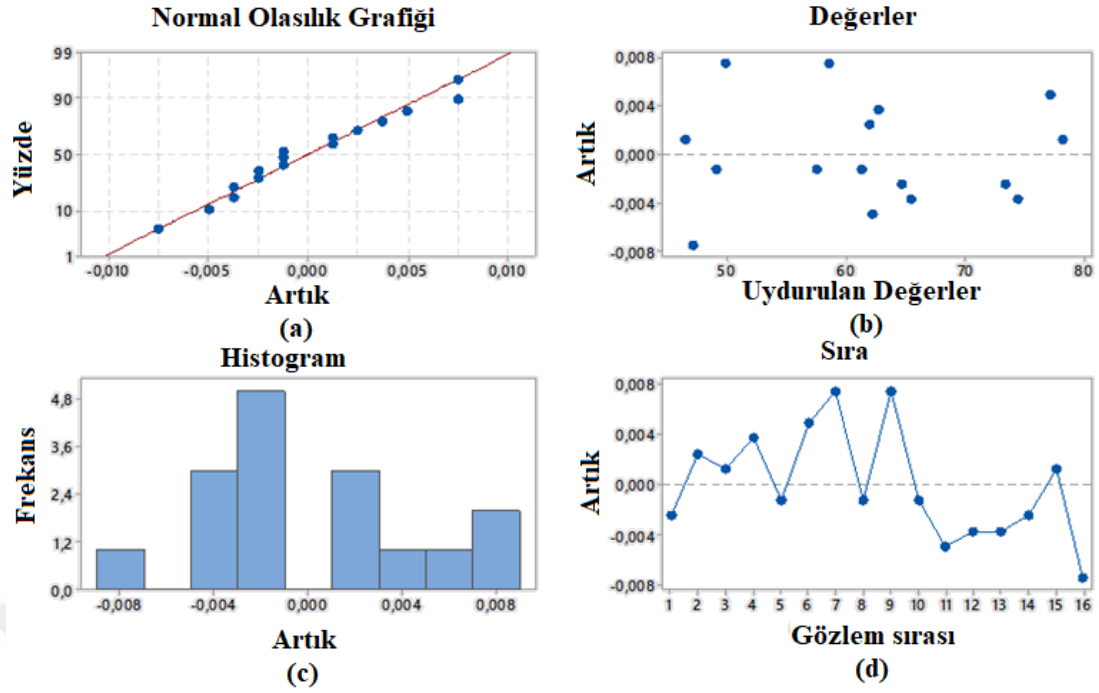 Normal Olasılık Grafiği
99
90
50
10
1
Yüzde
-0,010
-0,005
0,000
0,005
0,010
Artık
(a)
Değerler
0,008
0,004
0,000
-0,004
-0,008
Artık
50
60
70
80
Uydurulan Değerler
(b)
Histogram
4,8
3,6
2,4
1,2
0,0
Frekans
-0,008
-0,004
0,000
0,004
0,008
Artık
(c)
Sıra
0,008
0,004
0,000
-0,004
-0,008
Artık
1 2 3 4 5 6 7 8 9 10 11 12 13 14 15 16
Gözlem sırası
(d)